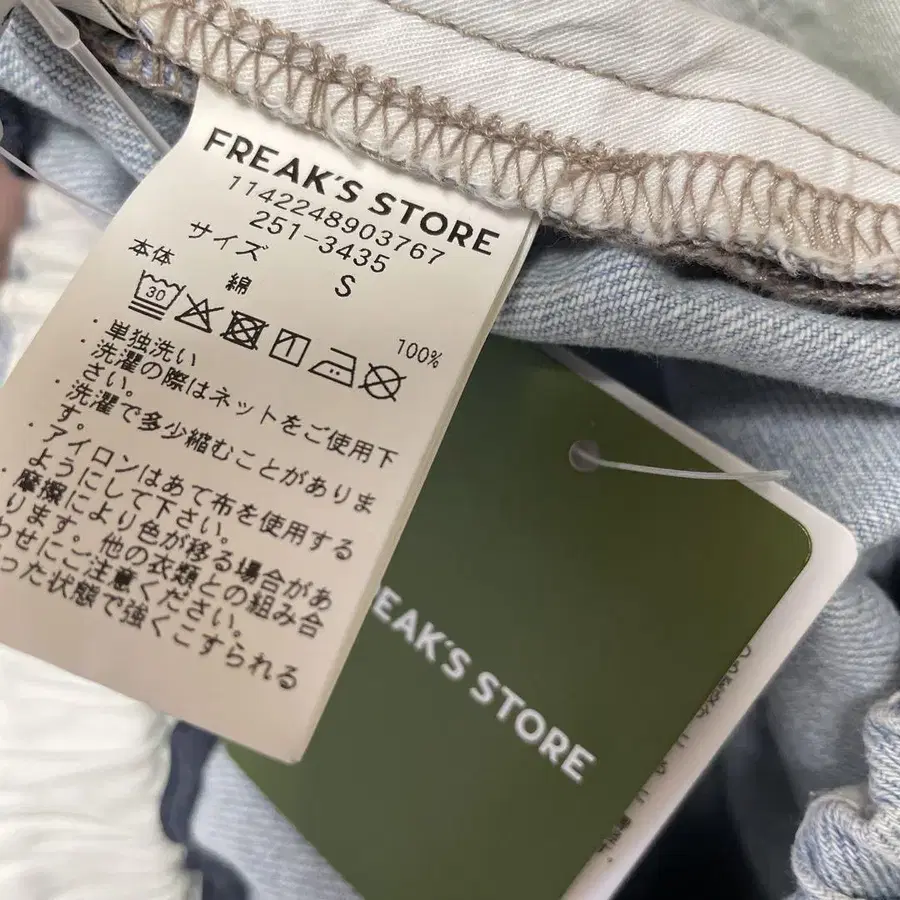 FREAK'S STORE
1142248903767
251-3435
サイズ S
本体 綿 100%
30
・単独洗い
・洗濯の際はネットをご使用下
さい。
・洗濯で多少縮むことがありま
す。
・アイロンはあて布を使用する
ようにして下さい。
・摩擦により色が移る場合があ
ります。他の衣類との組み合
わせにご注意ください。
った状態で強くこすられる
FREAK'S STORE